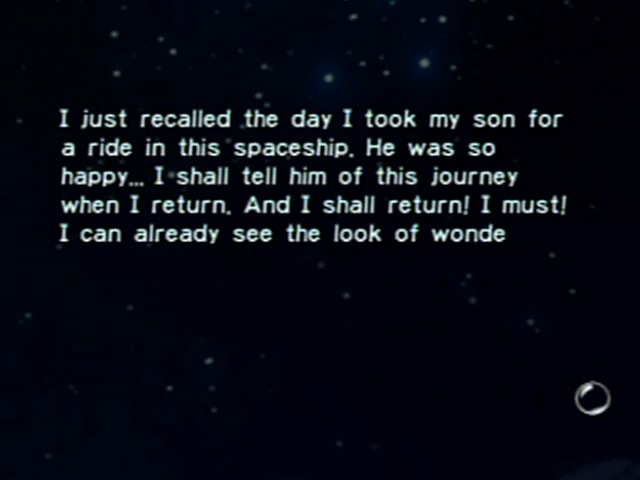 I just recalled the day I took my son for
a ride in this spaceship. He was so
happy... I shall tell him of this journey
when I return. And I shall return! I must!
I can already see the look of wonde